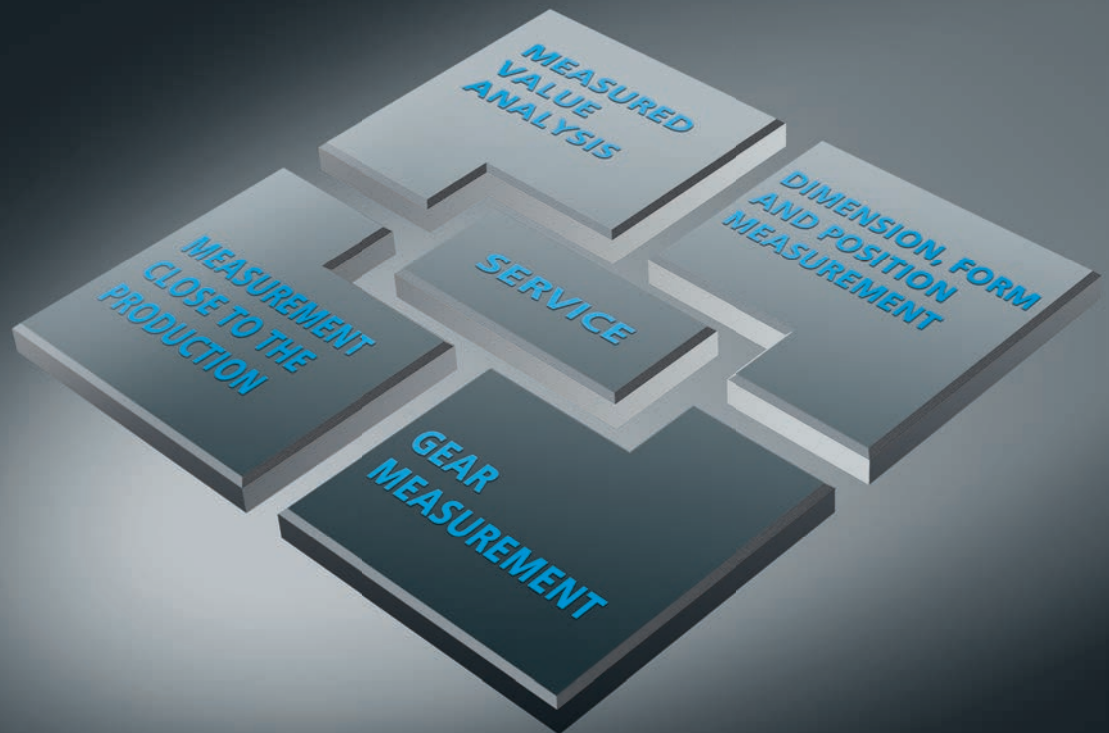 MEASURED
VALUE
ANALYSIS
DIMENSION, FORM
AND POSITION
MEASUREMENT
MEASUREMENT
CLOSE TO THE
PRODUCTION
SERVICE
GEAR
MEASUREMENT